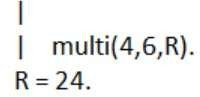 |
| multi(4,6,R).
R = 24.